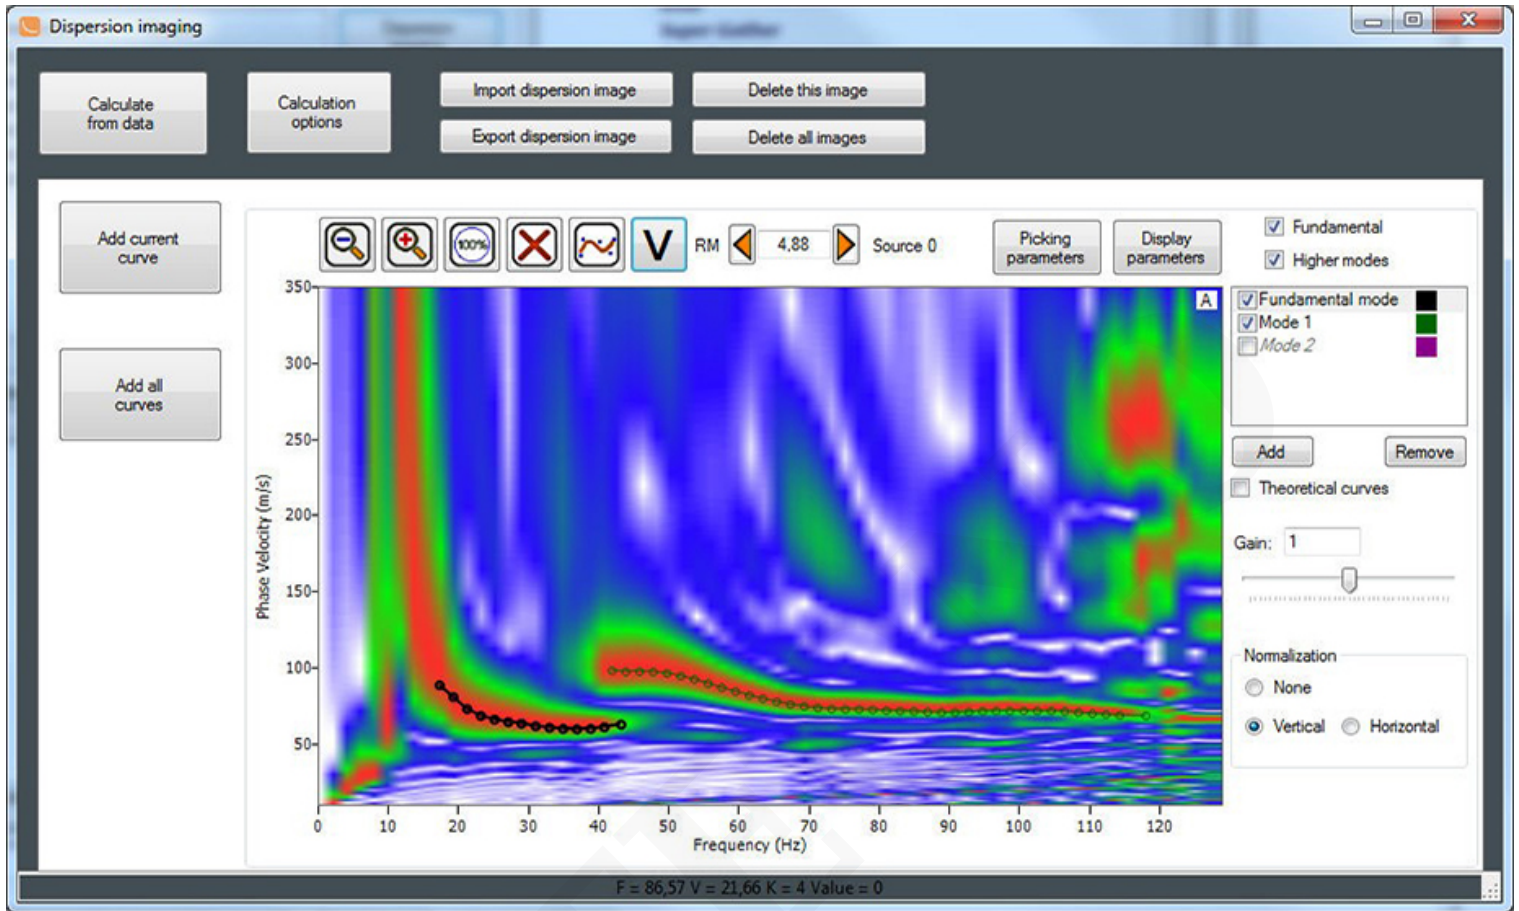 Dispersion imaging
Calculate
from data
Calculation
options
Import dispersion image
Export dispersion image
Delete this image
Delete all images
Add current
curve
Add all
curves
100%
V
RM
4,88
Source 0
Picking
parameters
Display
parameters
Fundamental
Higher modes
A
Fundamental mode
Mode 1
Mode 2
Add
Remove
Theoretical curves
Gain: 1
Normalization
None
Vertical
Horizontal
Phase Velocity (m/s)
350
300
250
200
150
100
50
0 10 20 30 40 50 60 70 80 90 100 110 120
Frequency (Hz)
F = 86,57 V = 21,66 K = 4 Value = 0